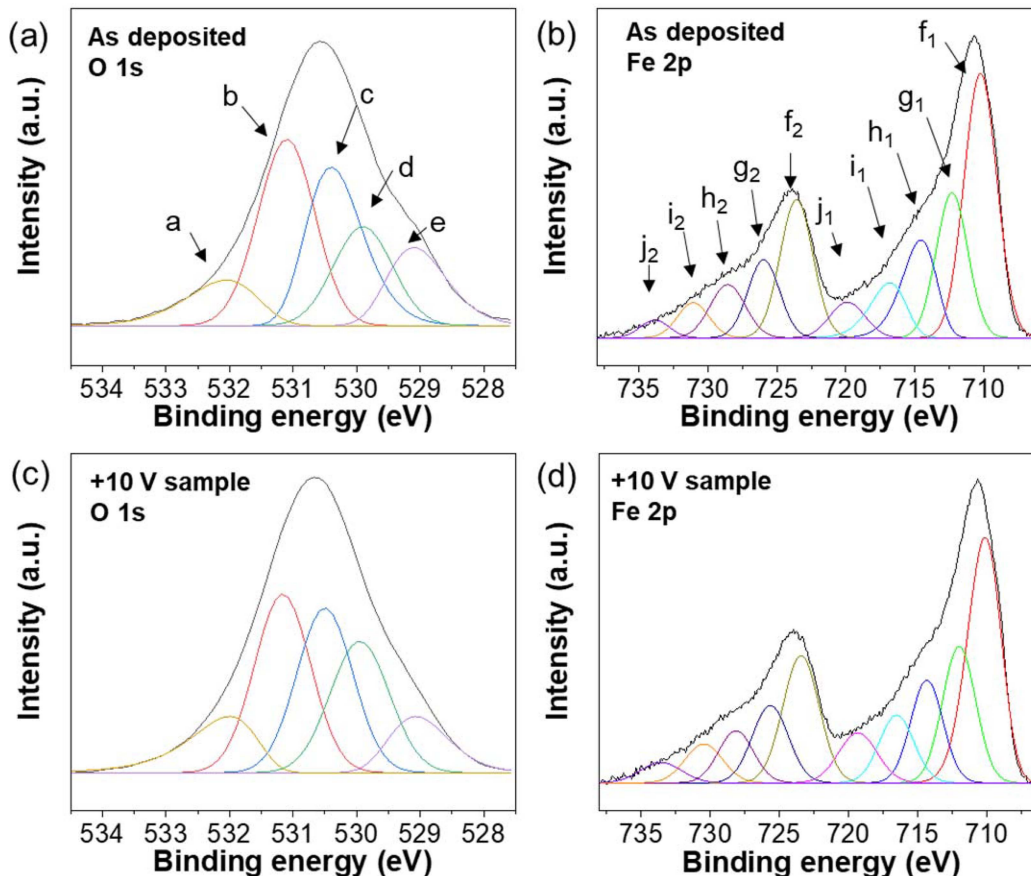 (a)
As deposited
O 1s
a
b
c
d
e
Intensity (a.u.)
534 533 532 531 530 529 528
Binding energy (eV)
(b)
As deposited
Fe 2p
j₂
i₂
h₂
g₂
f₂
j₁
i₁
h₁
g₁
f₁
Intensity (a.u.)
735 730 725 720 715 710
Binding energy (eV)
(c)
+10 V sample
O 1s
Intensity (a.u.)
534 533 532 531 530 529 528
Binding energy (eV)
(d)
+10 V sample
Fe 2p
Intensity (a.u.)
735 730 725 720 715 710
Binding energy (eV)